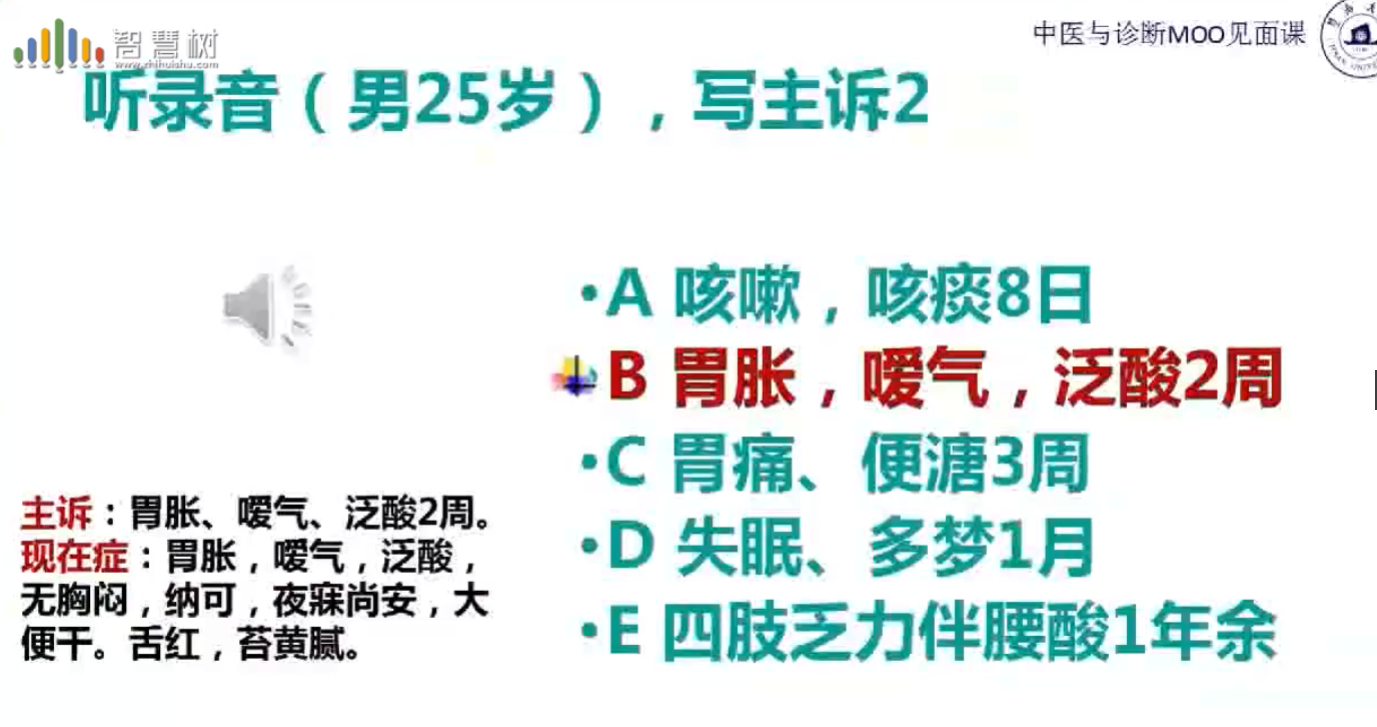 智慧树
www.zhihuishu.com
中医与诊断MOO见面课
听录音（男25岁），写主诉2
•A 咳嗽，咳痰8日
B 胃胀，嗳气，泛酸2周
•C 胃痛、便溏3周
•D 失眠、多梦1月
•E 四肢乏力伴腰酸1年余
主诉：胃胀、嗳气、泛酸2周。
现在症：胃胀，嗳气，泛酸，
无胸闷，纳可，夜寐尚安，大
便干。舌红，苔黄腻。